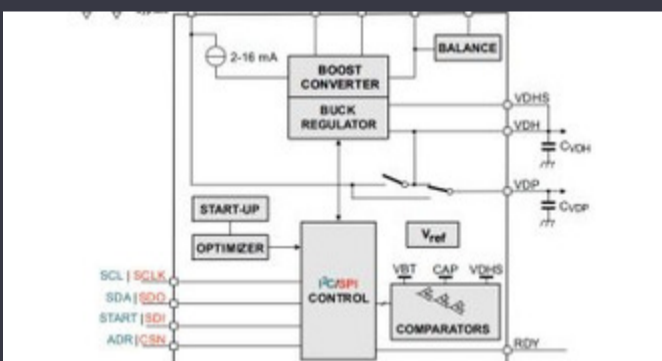 2-16 mA
BALANCE
BOOST
CONVERTER
BUCK
REGULATOR
VDHS
VDH
CVDH
VDP
CVDP
START-UP
OPTIMIZER
Vref
I²C/SPI
CONTROL
VBT CAP VDHS
COMPARATORS
SCL | SCLK
SDA | SDO
START | SDI
ADR | CSN
RDY